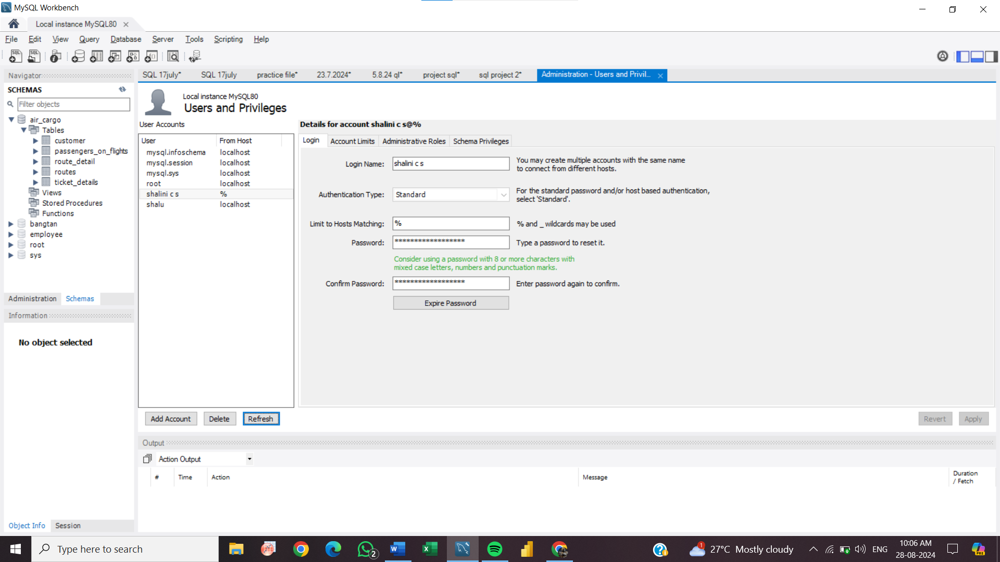 MySQL Workbench
Local instance MySQL80
File Edit View Query Database Server Tools Scripting Help
Navigator
SQL 17july* SQL 17july practice file* 23.7.2024* 5.8.24 ql* project sql* sql project 2* Administration - Users and Privil...
SCHEMAS
Filter objects
air_cargo
Tables
customer
passengers_on_flights
route_detail
routes
ticket_details
Views
Stored Procedures
Functions
bangtan
employee
root
sys
Administration Schemas
Information
No object selected
Object Info Session
Local instance MySQL80
Users and Privileges
User Accounts
User From Host
mysql.infoschema localhost
mysql.session localhost
mysql.sys localhost
root localhost
shalini c s %
shalu localhost
Add Account Delete Refresh
Details for account shalini c s@%
Login Account Limits Administrative Roles Schema Privileges
Login Name: shalini c s You may create multiple accounts with the same name
to connect from different hosts.
Authentication Type: Standard For the standard password and/or host based authentication,
select 'Standard'.
Limit to Hosts Matching: % % and _ wildcards may be used
Password: ****************** Type a password to reset it.
Consider using a password with 8 or more characters with
mixed case letters, numbers and punctuation marks.
Confirm Password: ****************** Enter password again to confirm.
Expire Password
Revert Apply
Output
Action Output
# Time Action Message Duration
/ Fetch
Type here to search
2
1
27°C Mostly cloudy
ENG
10:06 AM
28-08-2024
PRE